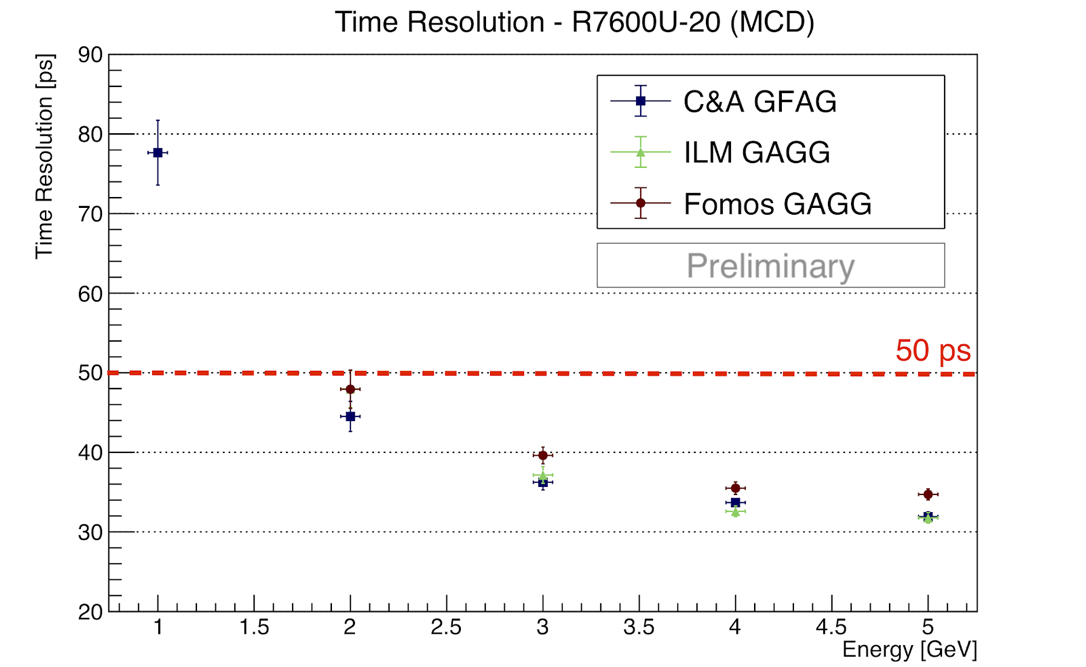 Time Resolution - R7600U-20 (MCD)
Time Resolution [ps]
90
80
70
60
50
40
30
20
C&A GFAG
ILM GAGG
Fomos GAGG
Preliminary
50 ps
1 1.5 2 2.5 3 3.5 4 4.5 5
Energy [GeV]